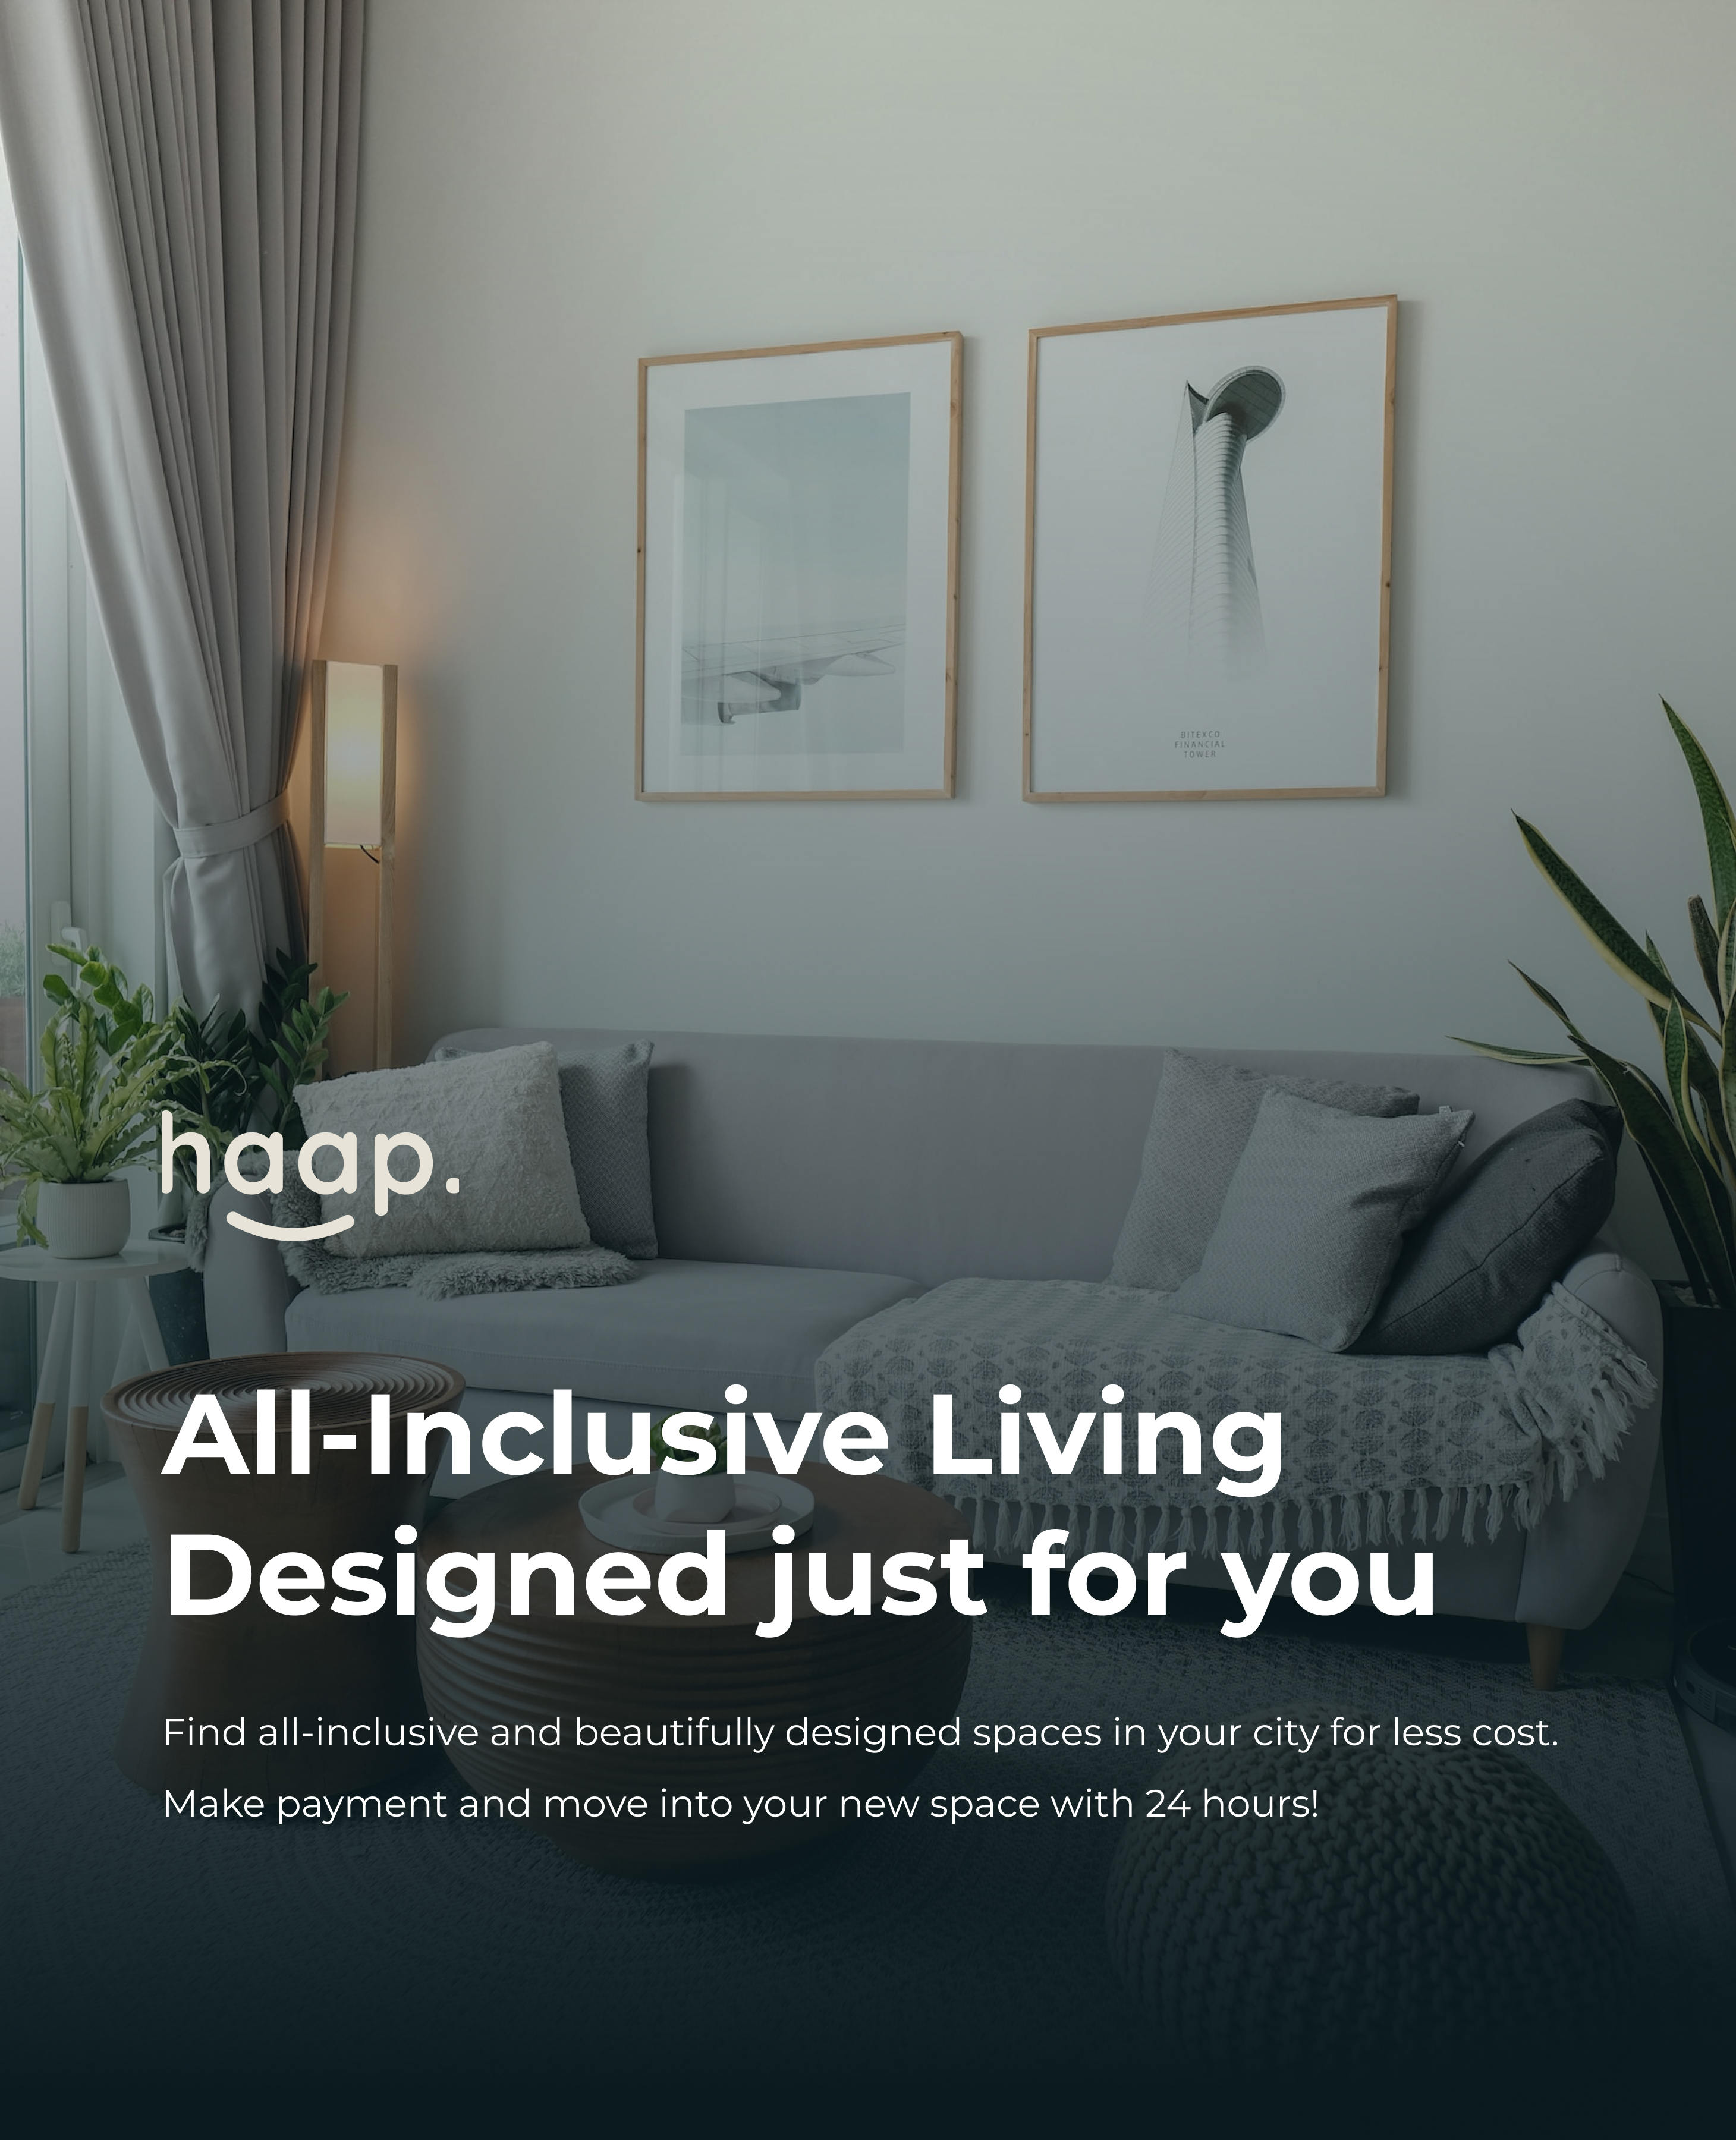 BITEXCO
FINANCIAL
TOWER
haap.
All-Inclusive Living
Designed just for you
Find all-inclusive and beautifully designed spaces in your city for less cost.
Make payment and move into your new space with 24 hours!